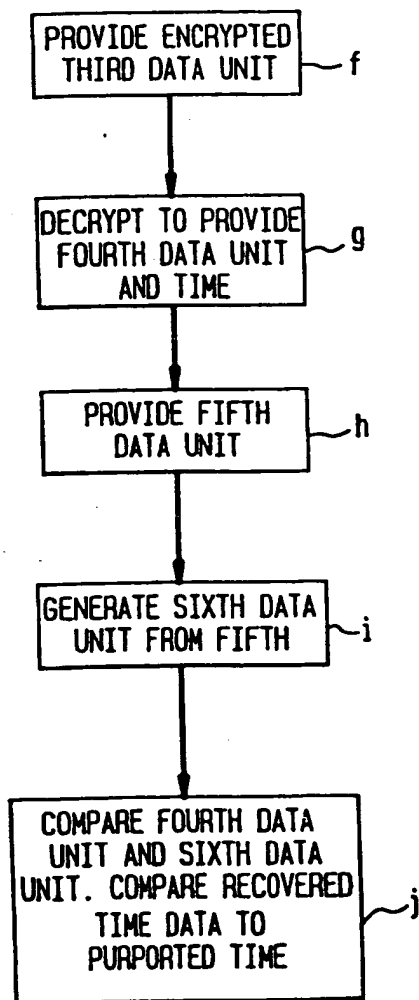 PROVIDE ENCRYPTED
THIRD DATA UNIT
f
DECRYPT TO PROVIDE
FOURTH DATA UNIT
AND TIME
g
PROVIDE FIFTH
DATA UNIT
h
GENERATE SIXTH DATA
UNIT FROM FIFTH
i
COMPARE FOURTH DATA
UNIT AND SIXTH DATA
UNIT. COMPARE RECOVERED
TIME DATA TO
PURPORTED TIME
j